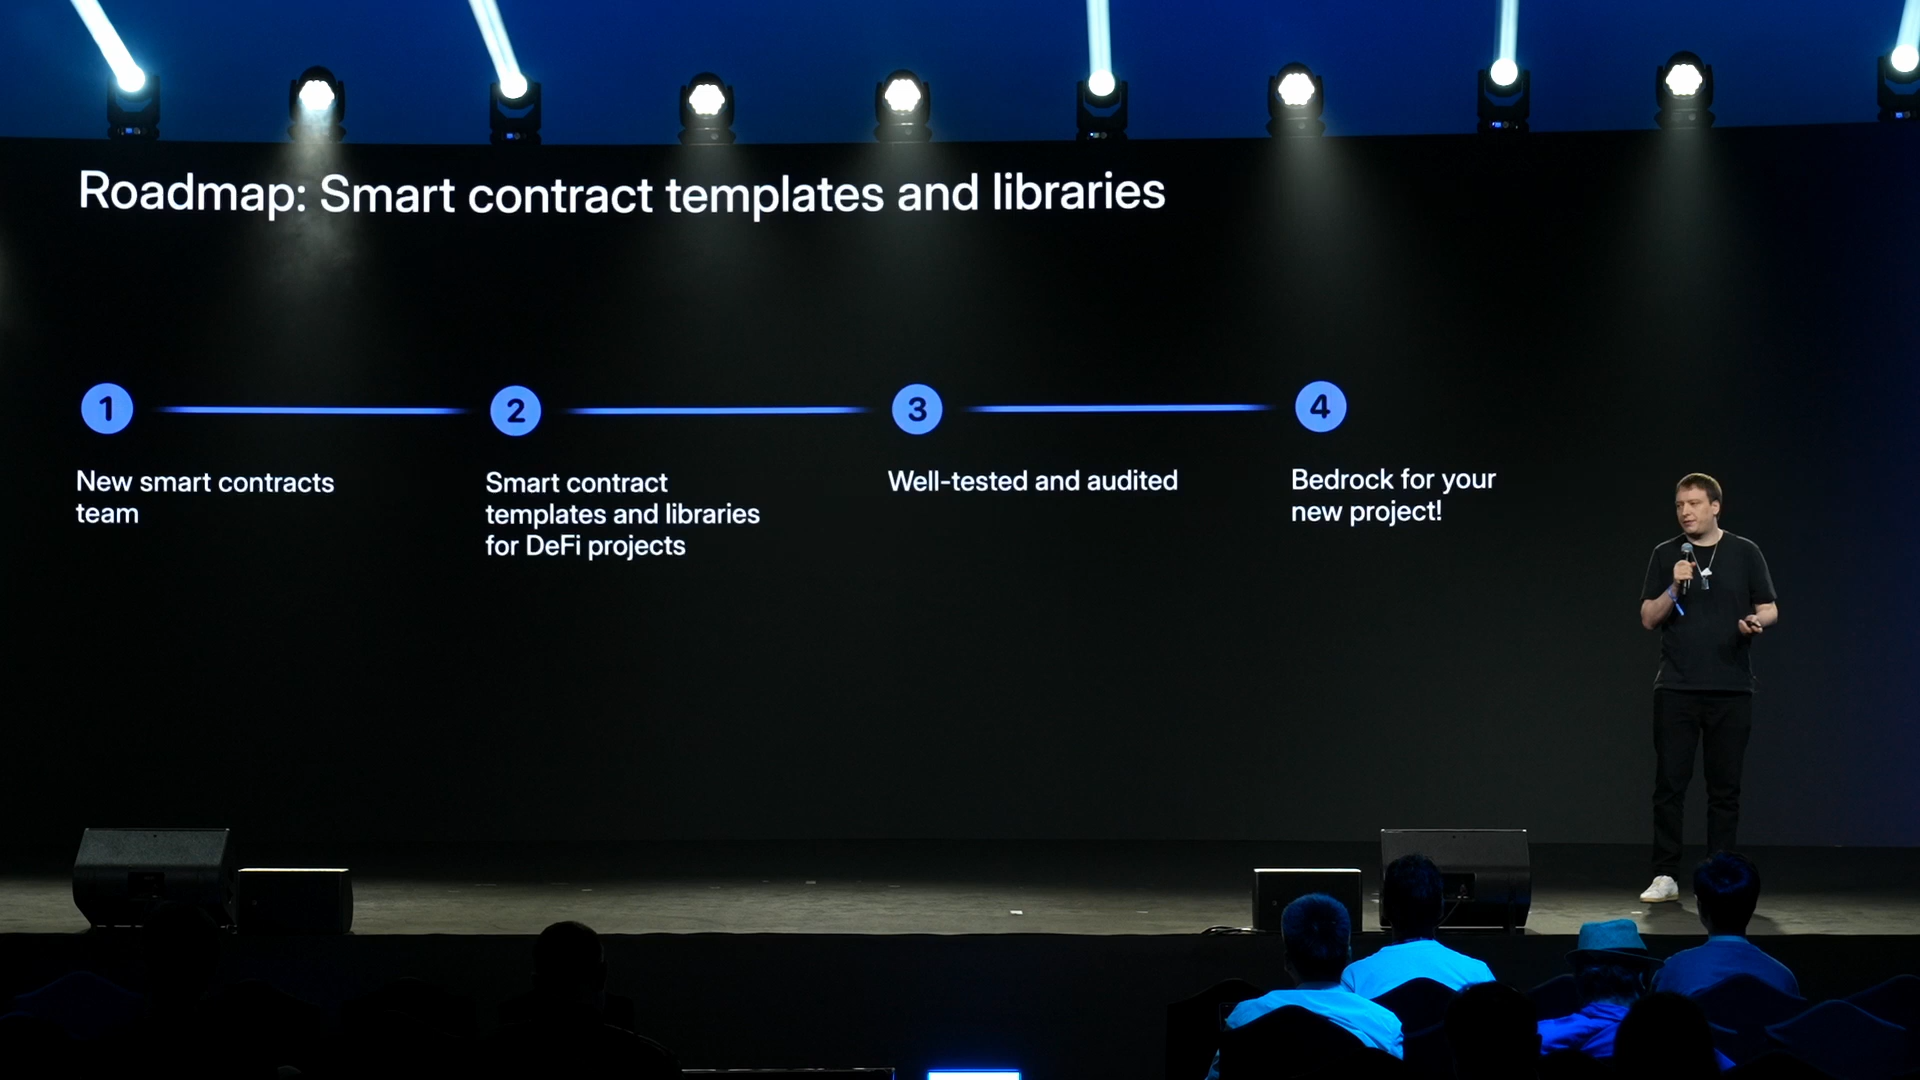 Roadmap: Smart contract templates and libraries
1
2
3
4
New smart contracts
team
Smart contract
templates and libraries
for DeFi projects
Well-tested and audited
Bedrock for your
new project!